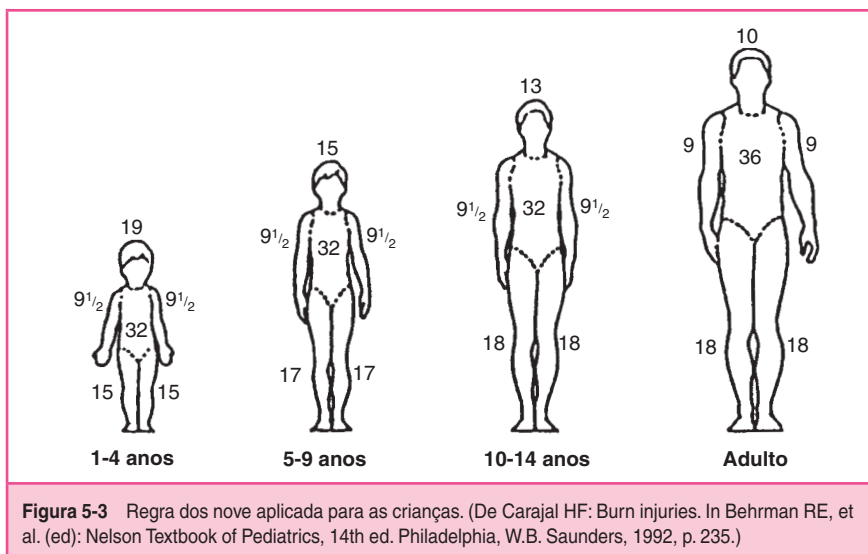 19
9 1/2 9 1/2
32
15 15
1-4 anos
15
9 1/2 9 1/2
32
17 17
5-9 anos
13
9 1/2 9 1/2
32
18 18
10-14 anos
10
9 9
36
18 18
Adulto
Figura 5-3 Regra dos nove aplicada para as crianças. (De Carajal HF: Burn injuries. In Behrman RE, et
al. (ed): Nelson Textbook of Pediatrics, 14th ed. Philadelphia, W.B. Saunders, 1992, p. 235.)